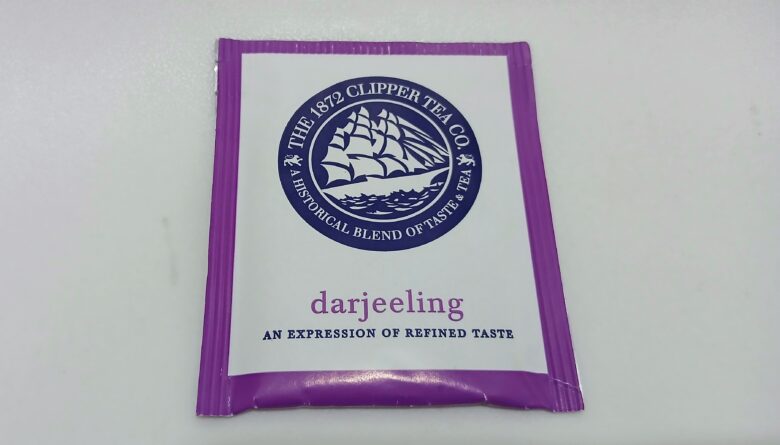 THE 1872 CLIPPER TEA CO.
A HISTORICAL BLEND OF TASTE & TEA
darjeeling
AN EXPRESSION OF REFINED TASTE